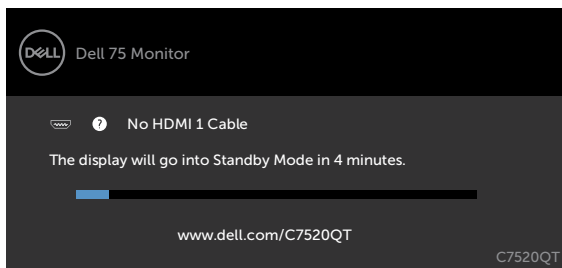 DELL
Dell 75 Monitor
? No HDMI 1 Cable
The display will go into Standby Mode in 4 minutes.
www.dell.com/C7520QT
C7520QT